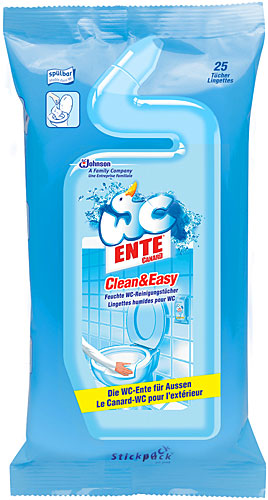 spülbar
25
Tücher
Lingettes
Johnson
A Family Company
Une Entreprise Familiale
WC
ENTE
CANARD
Clean&Easy
Feuchte WC-Reinigungstücher
Lingettes humides pour WC
Die WC-Ente für Aussen
Le Canard-WC pour l'extérieur
Stickpack